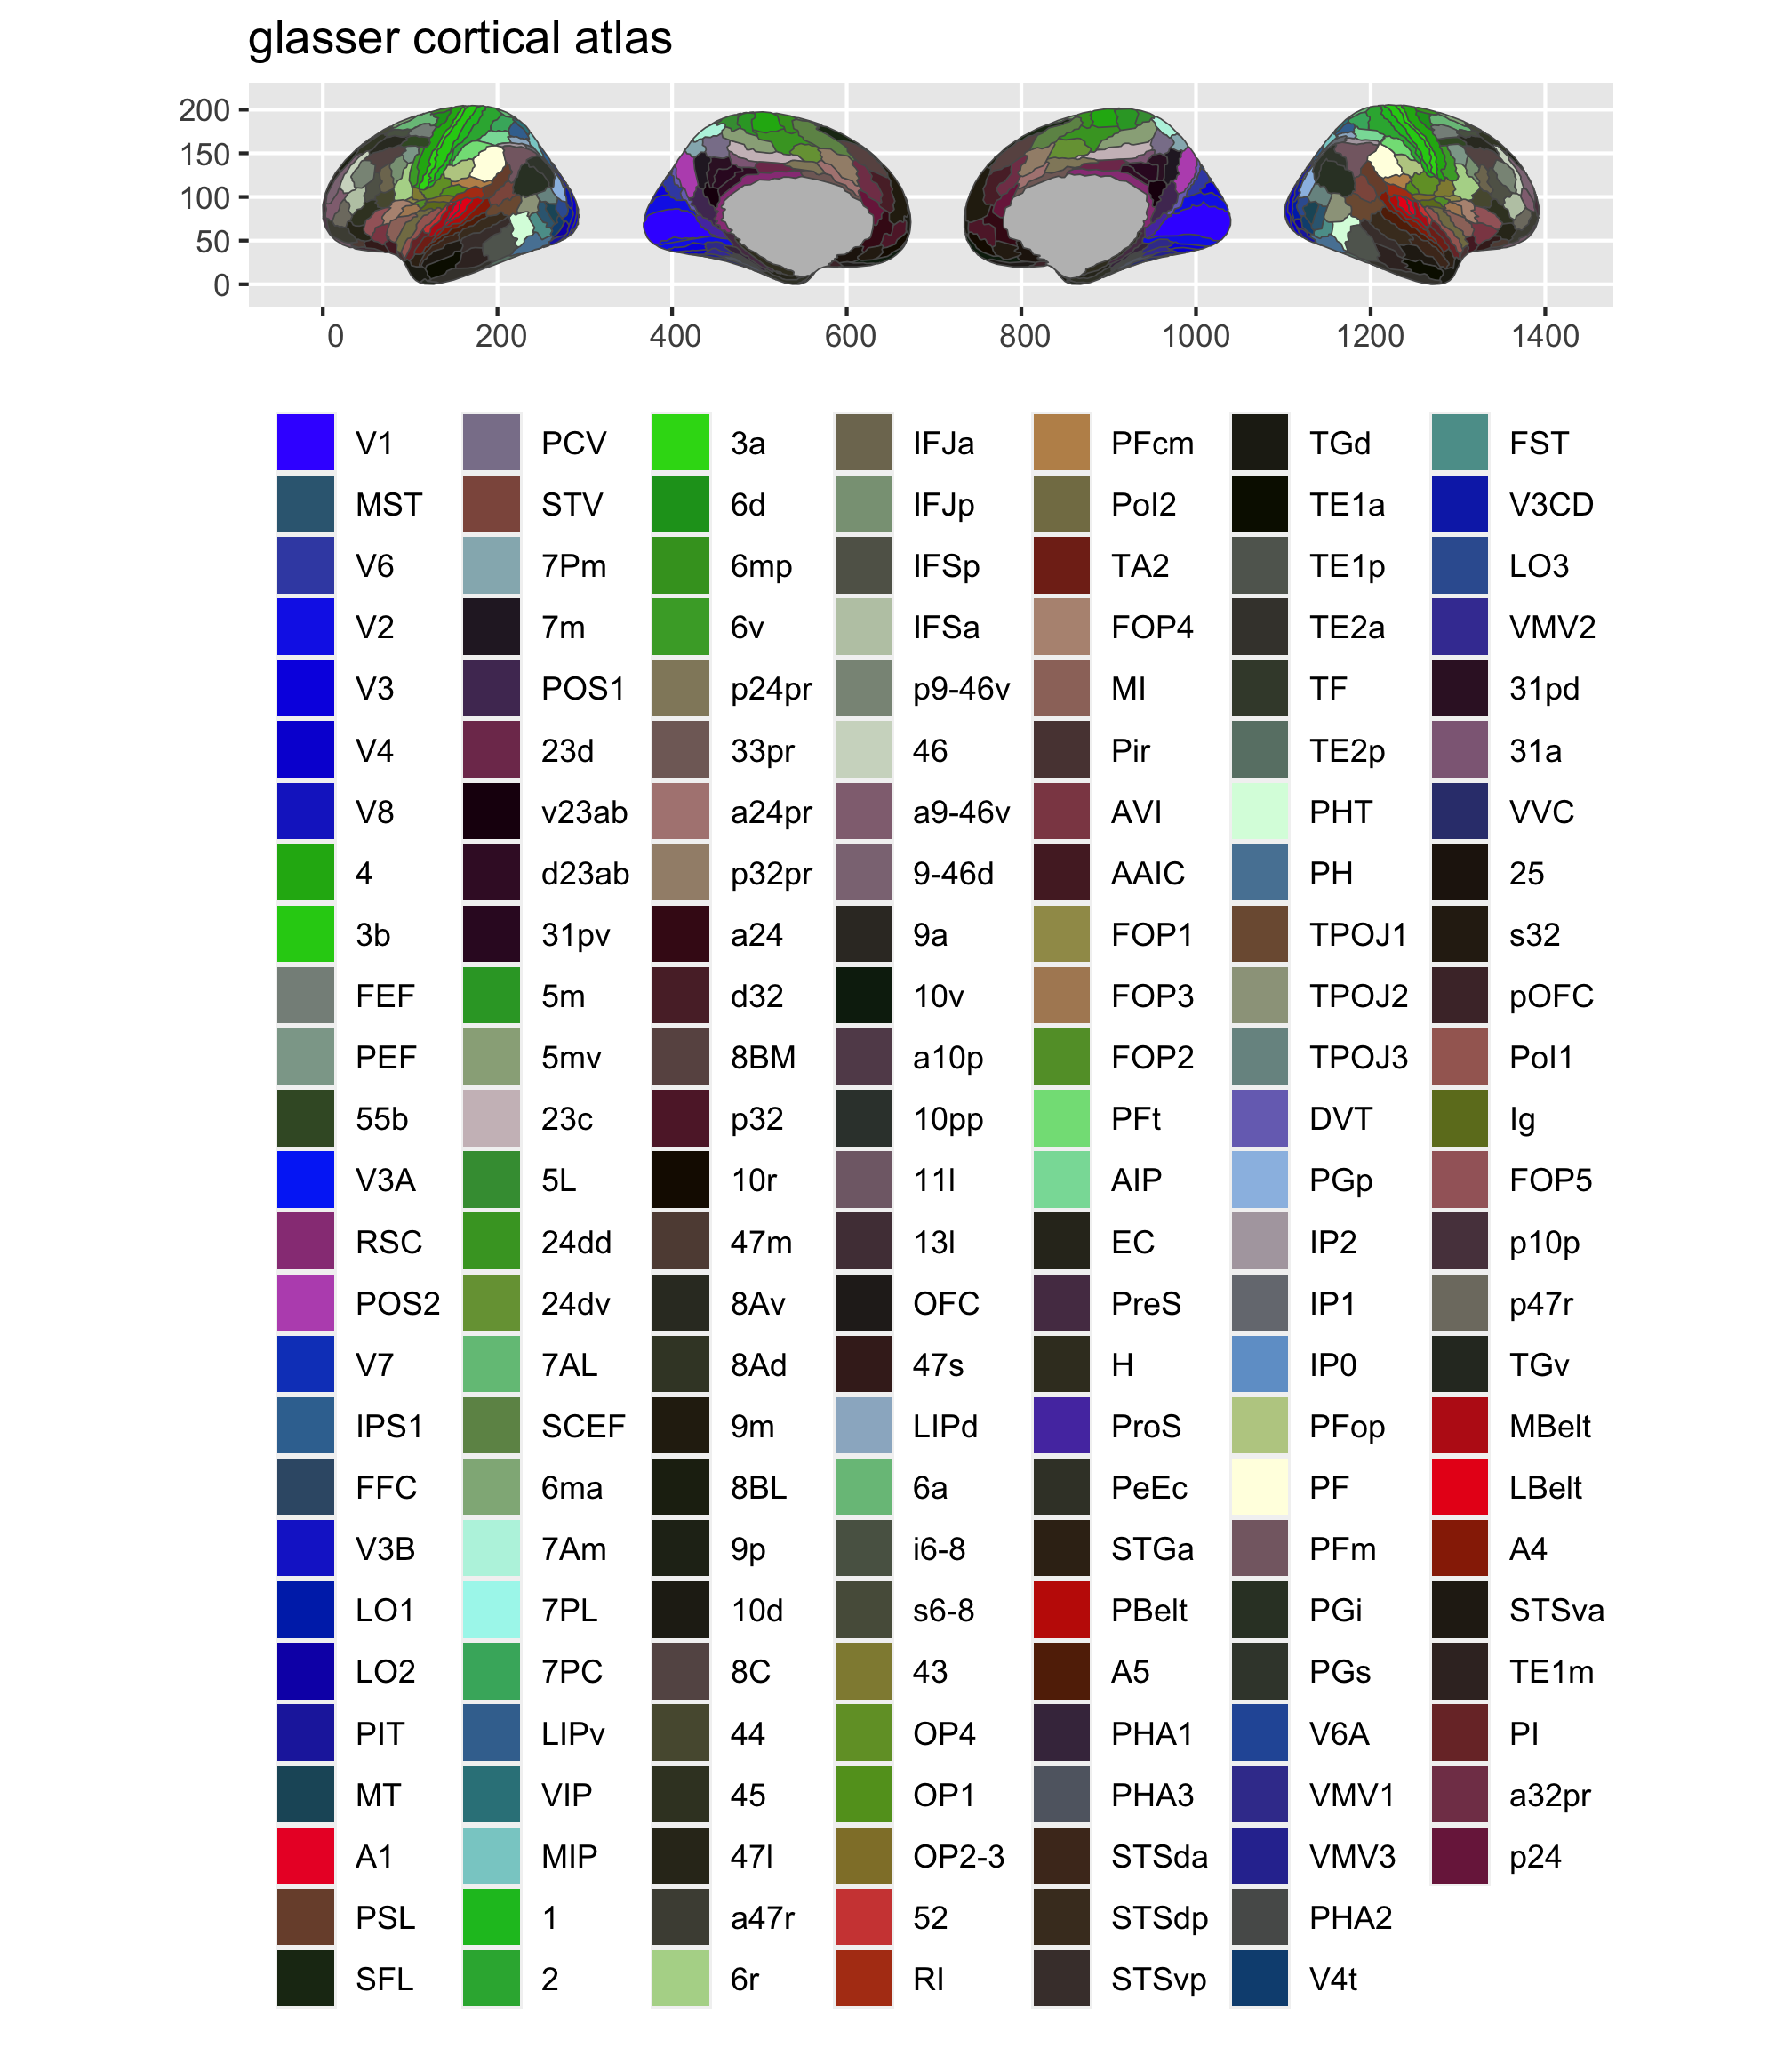 glasser cortical atlas
200
150
100
50
0
0 200 400 600 800 1000 1200 1400
V1 PCV 3a IFJa PFcm TGd FST
MST STV 6d IFJp PoI2 TE1a V3CD
V6 7Pm 6mp IFSp TA2 TE1p LO3
V2 7m 6v IFSa FOP4 TE2a VMV2
V3 POS1 p24pr p9-46v MI TF 31pd
V4 23d 33pr 46 Pir TE2p 31a
V8 v23ab a24pr a9-46v AVI PHT VVC
4 d23ab p32pr 9-46d AAIC PH 25
3b 31pv a24 9a FOP1 TPOJ1 s32
FEF 5m d32 10v FOP3 TPOJ2 pOFC
PEF 5mv 8BM a10p FOP2 TPOJ3 PoI1
55b 23c p32 10pp PFt DVT Ig
V3A 5L 10r 11l AIP PGp FOP5
RSC 24dd 47m 13l EC IP2 p10p
POS2 24dv 8Av OFC PreS IP1 p47r
V7 7AL 8Ad 47s H IP0 TGv
IPS1 SCEF 9m LIPd ProS PFop MBelt
FFC 6ma 8BL 6a PeEc PF LBelt
V3B 7Am 9p i6-8 STGa PFm A4
LO1 7PL 10d s6-8 PBelt PGi STSva
LO2 7PC 8C 43 A5 PGs TE1m
PIT LIPv 44 OP4 PHA1 V6A PI
MT VIP 45 OP1 PHA3 VMV1 a32pr
A1 MIP 47l OP2-3 STSda VMV3 p24
PSL 1 a47r 52 STSdp PHA2
SFL 2 6r RI STSvp V4t